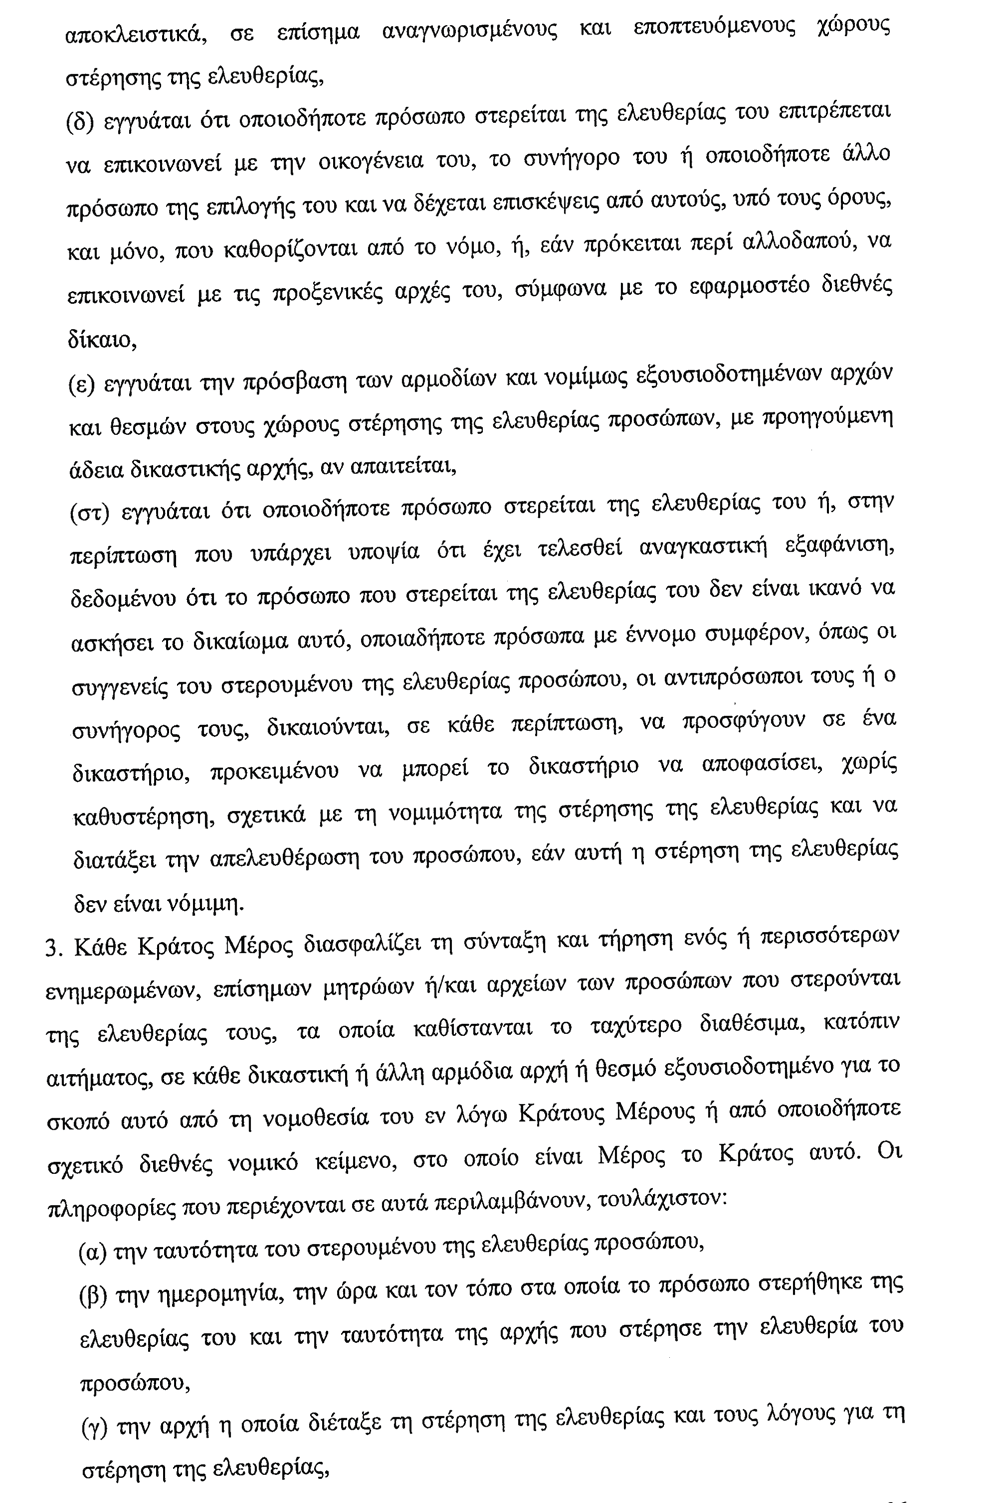 αποκλειστικά, σε επίσημα αναγνωρισμένους και εποπτευόμενους χώρους
στέρησης της ελευθερίας,
(δ) εγγυάται ότι οποιοδήποτε πρόσωπο στερείται της ελευθερίας του επιτρέπεται
να επικοινωνεί με την οικογένεια του, το συνήγορο του ή οποιοδήποτε άλλο
πρόσωπο της επιλογής του και να δέχεται επισκέψεις από αυτούς, υπό τους όρους,
και μόνο, που καθορίζονται από το νόμο, ή, εάν πρόκειται περί αλλοδαπού, να
επικοινωνεί με τις προξενικές αρχές του, σύμφωνα με το εφαρμοστέο διεθνές
δίκαιο,
(ε) εγγυάται την πρόσβαση των αρμοδίων και νομίμως εξουσιοδοτημένων αρχών
και θεσμών στους χώρους στέρησης της ελευθερίας προσώπων, με προηγούμενη
άδεια δικαστικής αρχής, αν απαιτείται,
(στ) εγγυάται ότι οποιοδήποτε πρόσωπο στερείται της ελευθερίας του ή, στην
περίπτωση που υπάρχει υποψία ότι έχει τελεσθεί αναγκαστική εξαφάνιση,
δεδομένου ότι το πρόσωπο που στερείται της ελευθερίας του δεν είναι ικανό να
ασκήσει το δικαίωμα αυτό, οποιαδήποτε πρόσωπα με έννομο συμφέρον, όπως οι
συγγενείς του στερουμένου της ελευθερίας προσώπου, οι αντιπρόσωποι τους ή ο
συνήγορος τους, δικαιούνται, σε κάθε περίπτωση, να προσφύγουν σε ένα
δικαστήριο, προκειμένου να μπορεί το δικαστήριο να αποφασίσει, χωρίς
καθυστέρηση, σχετικά με τη νομιμότητα της στέρησης της ελευθερίας και να
διατάξει την απελευθέρωση του προσώπου, εάν αυτή η στέρηση της ελευθερίας
δεν είναι νόμιμη.
3. Κάθε Κράτος Μέρος διασφαλίζει τη σύνταξη και τήρηση ενός ή περισσότερων
ενημερωμένων, επίσημων μητρώων ή/και αρχείων των προσώπων που στερούνται
της ελευθερίας τους, τα οποία καθίστανται το ταχύτερο διαθέσιμα, κατόπιν
αιτήματος, σε κάθε δικαστική ή άλλη αρμόδια αρχή ή θεσμό εξουσιοδοτημένο για το
σκοπό αυτό από τη νομοθεσία του εν λόγω Κράτους Μέρους ή από οποιοδήποτε
σχετικό διεθνές νομικό κείμενο, στο οποίο είναι Μέρος το Κράτος αυτό. Οι
πληροφορίες που περιέχονται σε αυτά περιλαμβάνουν, τουλάχιστον:
(α) την ταυτότητα του στερουμένου της ελευθερίας προσώπου,
(β) την ημερομηνία, την ώρα και τον τόπο στα οποία το πρόσωπο στερήθηκε της
ελευθερίας του και την ταυτότητα της αρχής που στέρησε την ελευθερία του
προσώπου,
(γ) την αρχή η οποία διέταξε τη στέρηση της ελευθερίας και τους λόγους για τη
στέρηση της ελευθερίας,